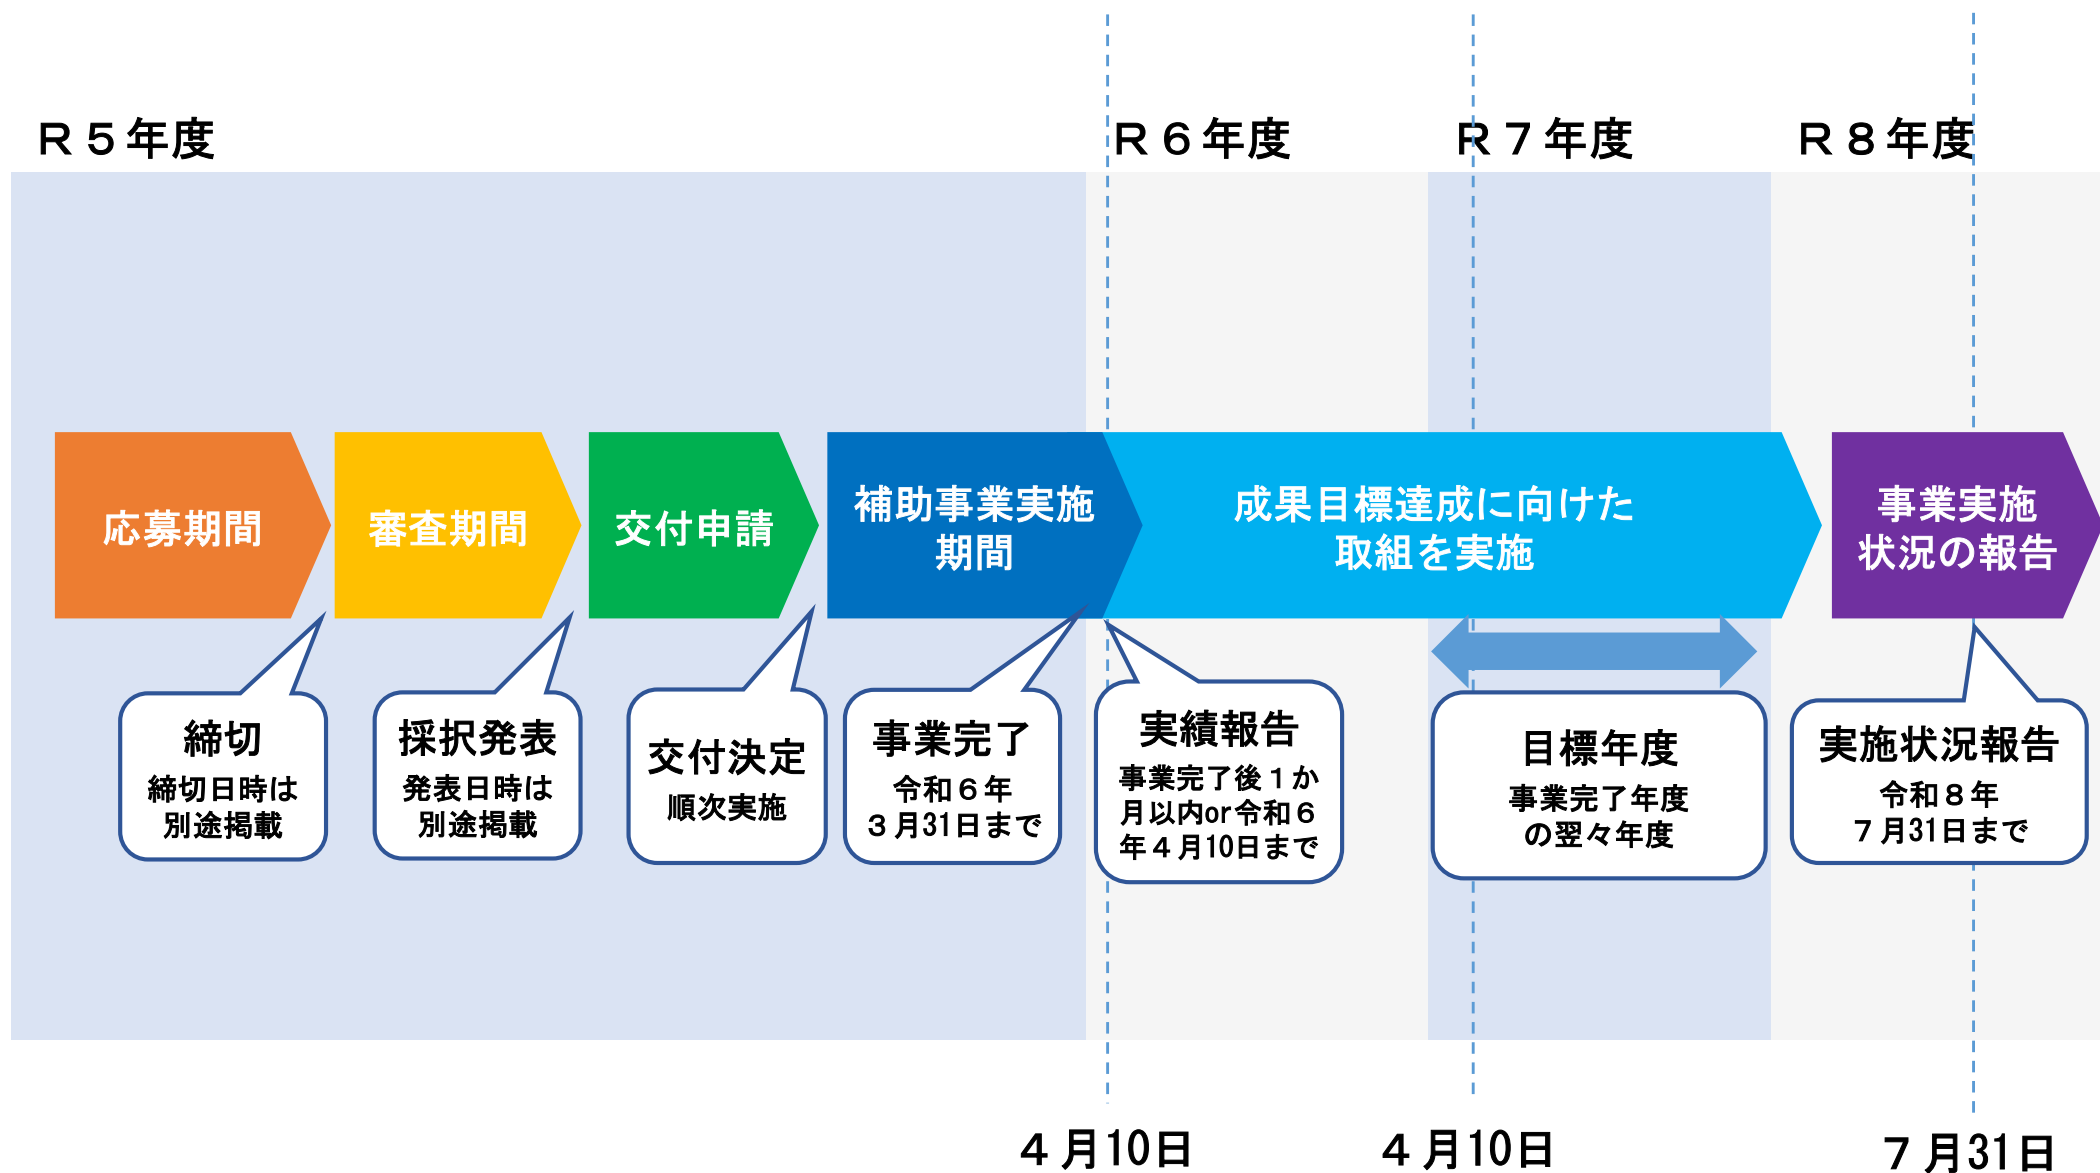 Ｒ５年度
Ｒ６年度
Ｒ７年度
Ｒ８年度
応募期間
審査期間
交付申請
補助事業実施
期間
成果目標達成に向けた
取組を実施
事業実施
状況の報告
締切
締切日時は
別途掲載
採択発表
発表日時は
別途掲載
交付決定
順次実施
事業完了
令和６年
３月31日まで
実績報告
事業完了後１か
月以内or令和６
年４月10日まで
目標年度
事業完了年度
の翌々年度
実施状況報告
令和８年
７月31日まで
４月10日
４月10日
７月31日